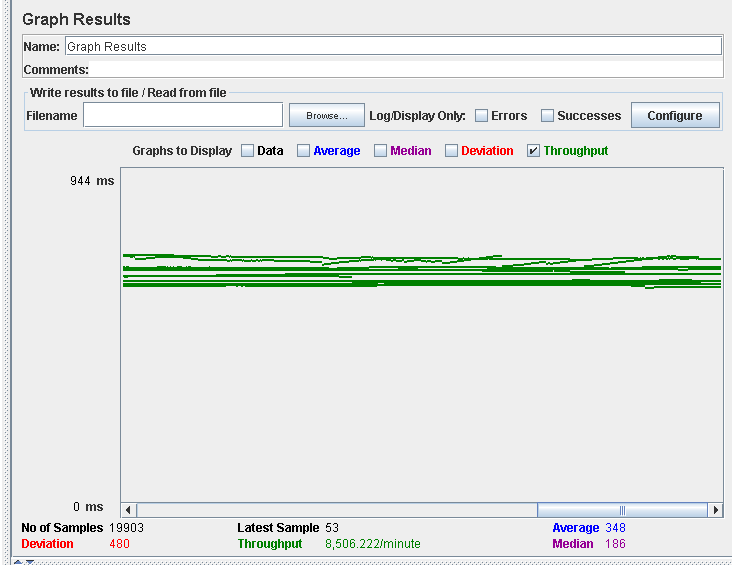 Graph Results
Name: Graph Results
Comments:
Write results to file / Read from file
Filename Browse... Log/Display Only: Errors Successes Configure
Graphs to Display Data Average Median Deviation Throughput
944 ms
0 ms
No of Samples 19903 Latest Sample 53 Average 348
Deviation 480 Throughput 8,506.222/minute Median 186